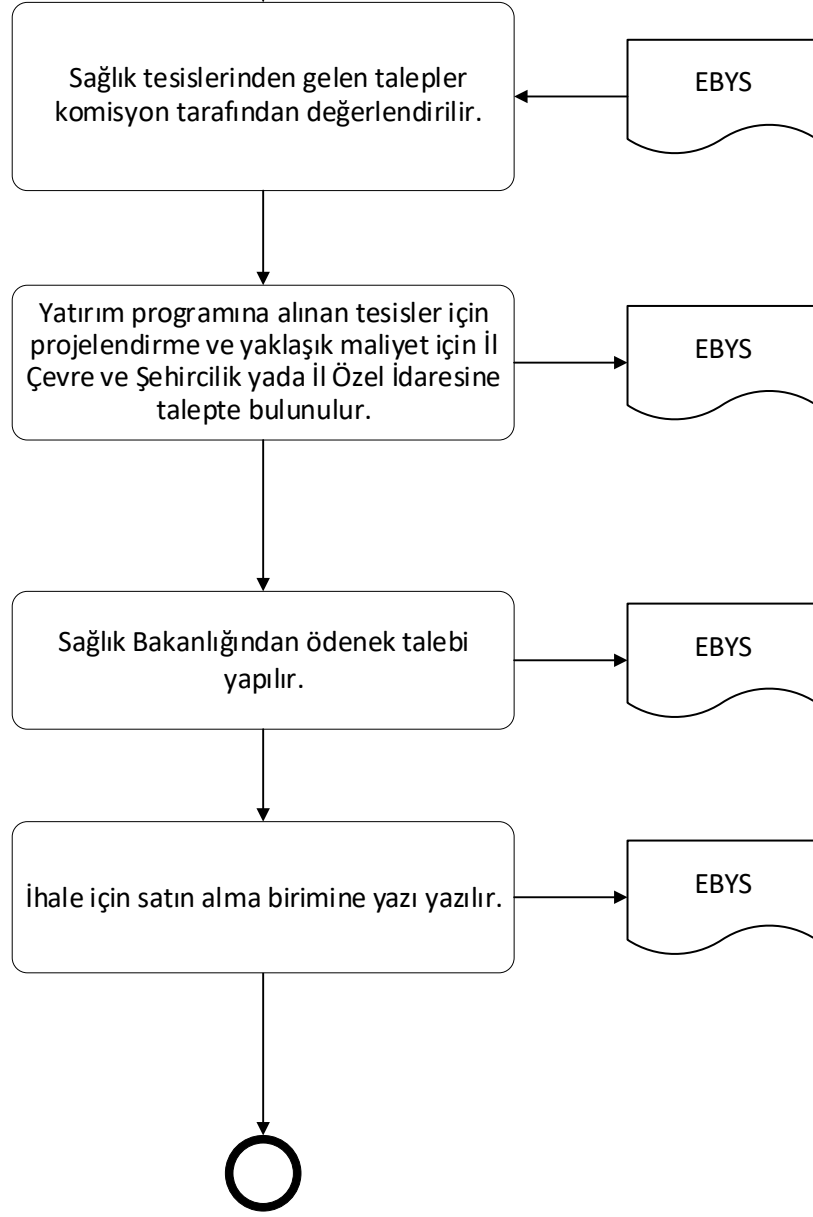 Sağlık tesislerinden gelen talepler
komisyon tarafından değerlendirilir.
EBYS
Yatırım programına alınan tesisler için
projelendirme ve yaklaşık maliyet için İl
Çevre ve Şehircilik yada İl Özel İdaresine
talepte bulunulur.
EBYS
Sağlık Bakanlığından ödenek talebi
yapılır.
EBYS
İhale için satın alma birimine yazı yazılır.
EBYS